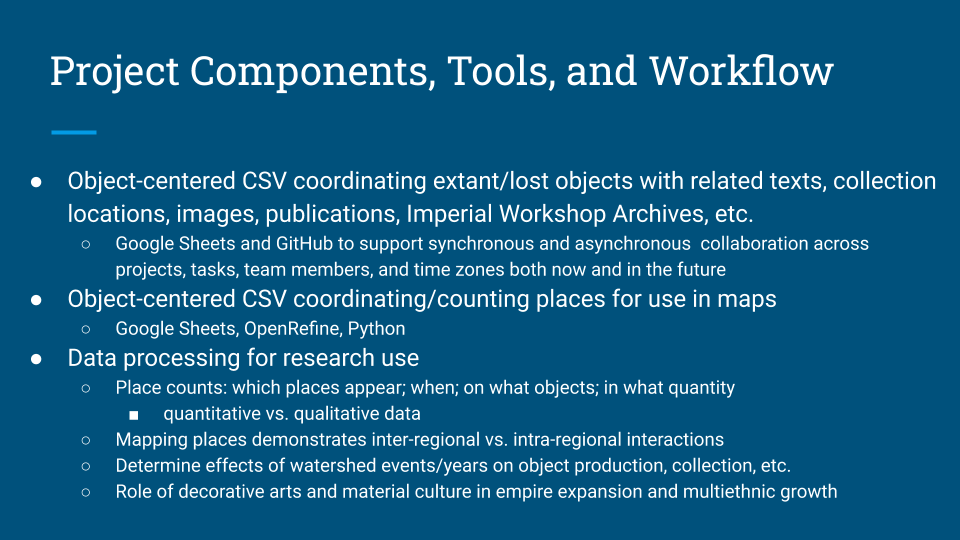 Project Components, Tools, and Workflow
● Object-centered CSV coordinating extant/lost objects with related texts, collection
locations, images, publications, Imperial Workshop Archives, etc.
○ Google Sheets and GitHub to support synchronous and asynchronous  collaboration across
projects, tasks, team members, and time zones both now and in the future
● Object-centered CSV coordinating/counting places for use in maps
○ Google Sheets, OpenRefine, Python
● Data processing for research use
○ Place counts: which places appear; when; on what objects; in what quantity
■ quantitative vs. qualitative data
○ Mapping places demonstrates inter-regional vs. intra-regional interactions
○ Determine effects of watershed events/years on object production, collection, etc.
○ Role of decorative arts and material culture in empire expansion and multiethnic growth